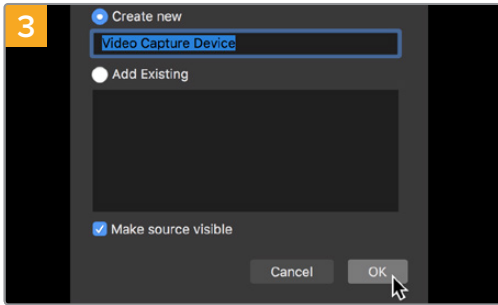 3
Create new
Video Capture Device
Add Existing
Make source visible
Cancel OK